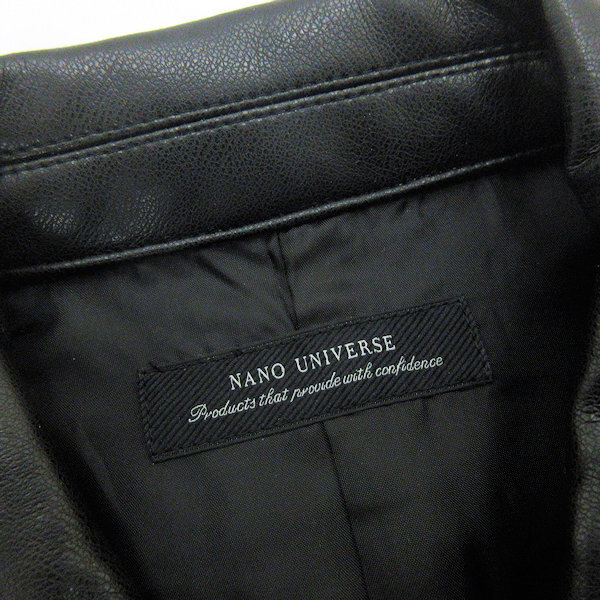 NANO UNIVERSE
Products that provide with confidence